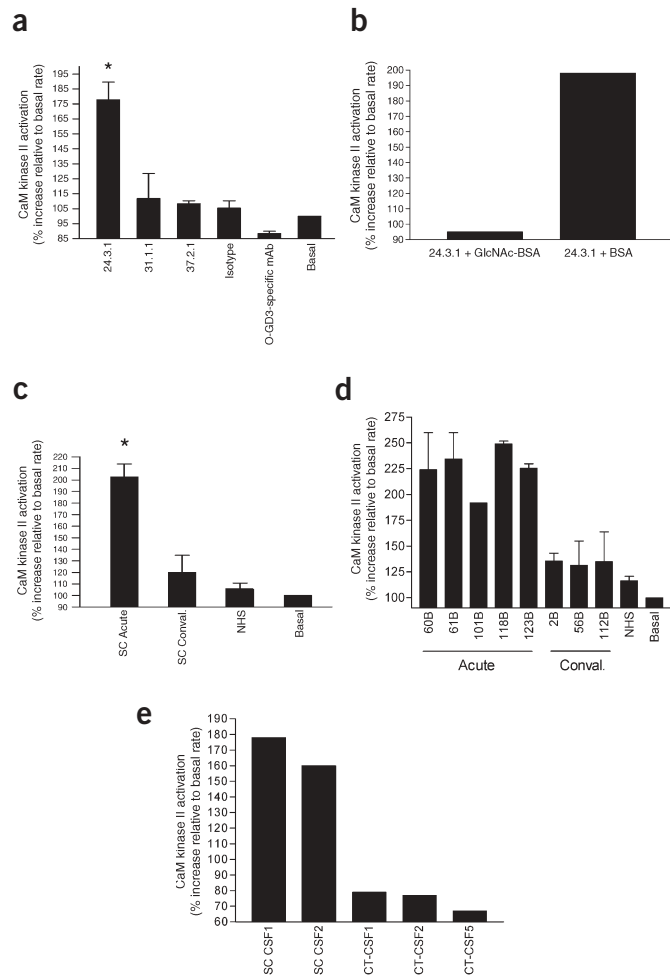 a
CaM kinase II activation
(% increase relative to basal rate)
195
185
175
165
155
145
135
125
115
105
95
85
*
24.3.1
31.1.1
37.2.1
Isotype
O-GD3-specific mAb
Basal
b
CaM kinase II activation
(% increase relative to basal rate)
200
190
180
170
160
150
140
130
120
110
100
90
24.3.1 + GlcNAc-BSA
24.3.1 + BSA
c
CaM kinase II activation
(% increase relative to basal rate)
220
210
200
190
180
170
160
150
140
130
120
110
100
90
*
SC Acute
SC Conval.
NHS
Basal
d
CaM kinase II activation
(% increase relative to basal rate)
275
250
225
200
175
150
125
100
60B
61B
101B
118B
123B
2B
56B
112B
NHS
Basal
Acute
Conval.
e
CaM kinase II activation
(% increase relative to basal rate)
190
180
170
160
150
140
130
120
110
100
90
80
70
60
SC CSF1
SC CSF2
CT-CSF1
CT-CSF2
CT-CSF5